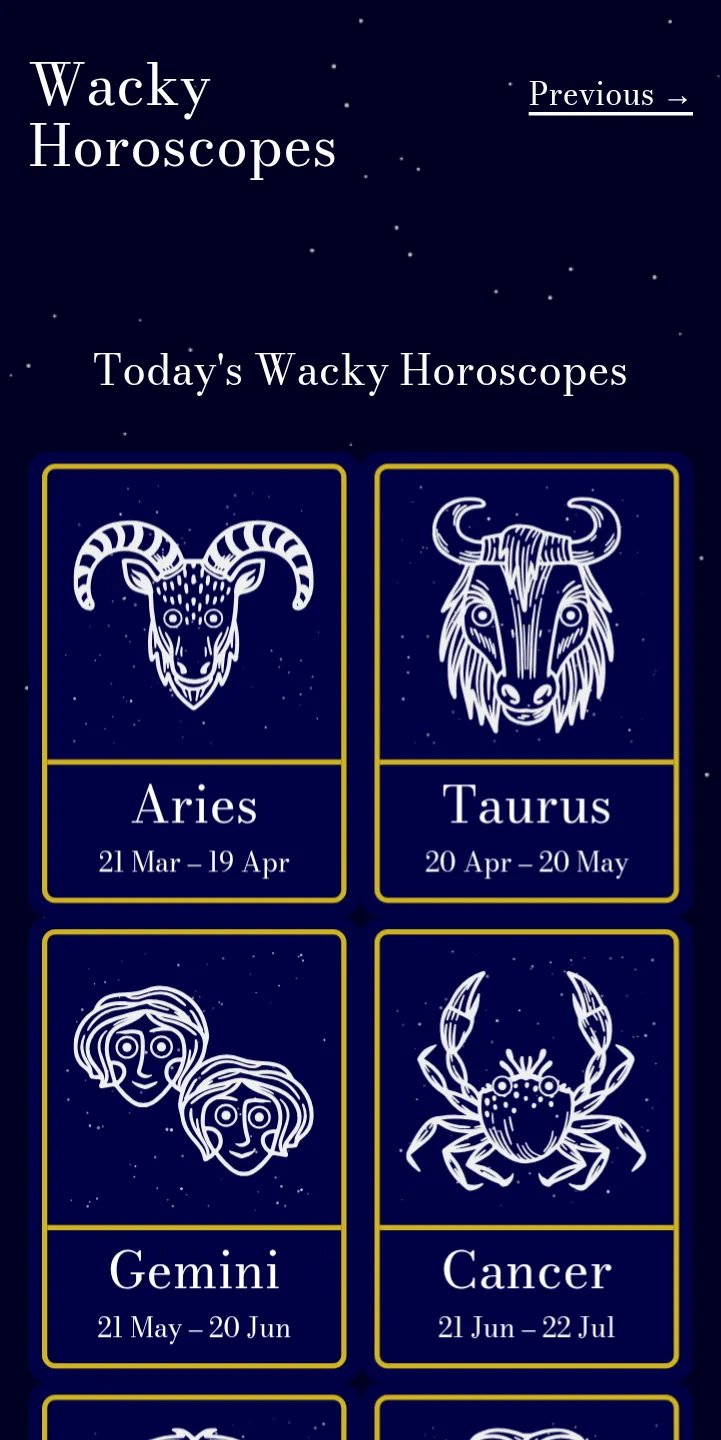 Wacky
Horoscopes
Previous →
Today's Wacky Horoscopes
Aries
21 Mar – 19 Apr
Taurus
20 Apr – 20 May
Gemini
21 May – 20 Jun
Cancer
21 Jun – 22 Jul